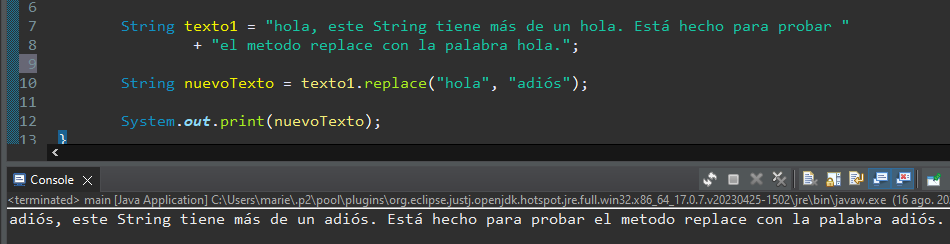 6
7 String texto1 = "hola, este String tiene más de un hola. Está hecho para probar "
8 + "el metodo replace con la palabra hola.";
9
10 String nuevoTexto = texto1.replace("hola", "adiós");
11
12 System.out.print(nuevoTexto);
13 }
Console
<terminated> main [Java Application] C:\Users\marie\.p2\pool\plugins\org.eclipse.justj.openjdk.hotspot.jre.full.win32.x86_64_17.0.7.v20230425-1502\jre\bin\javaw.exe (16 ago. 20
adiós, este String tiene más de un adiós. Está hecho para probar el metodo replace con la palabra adiós.